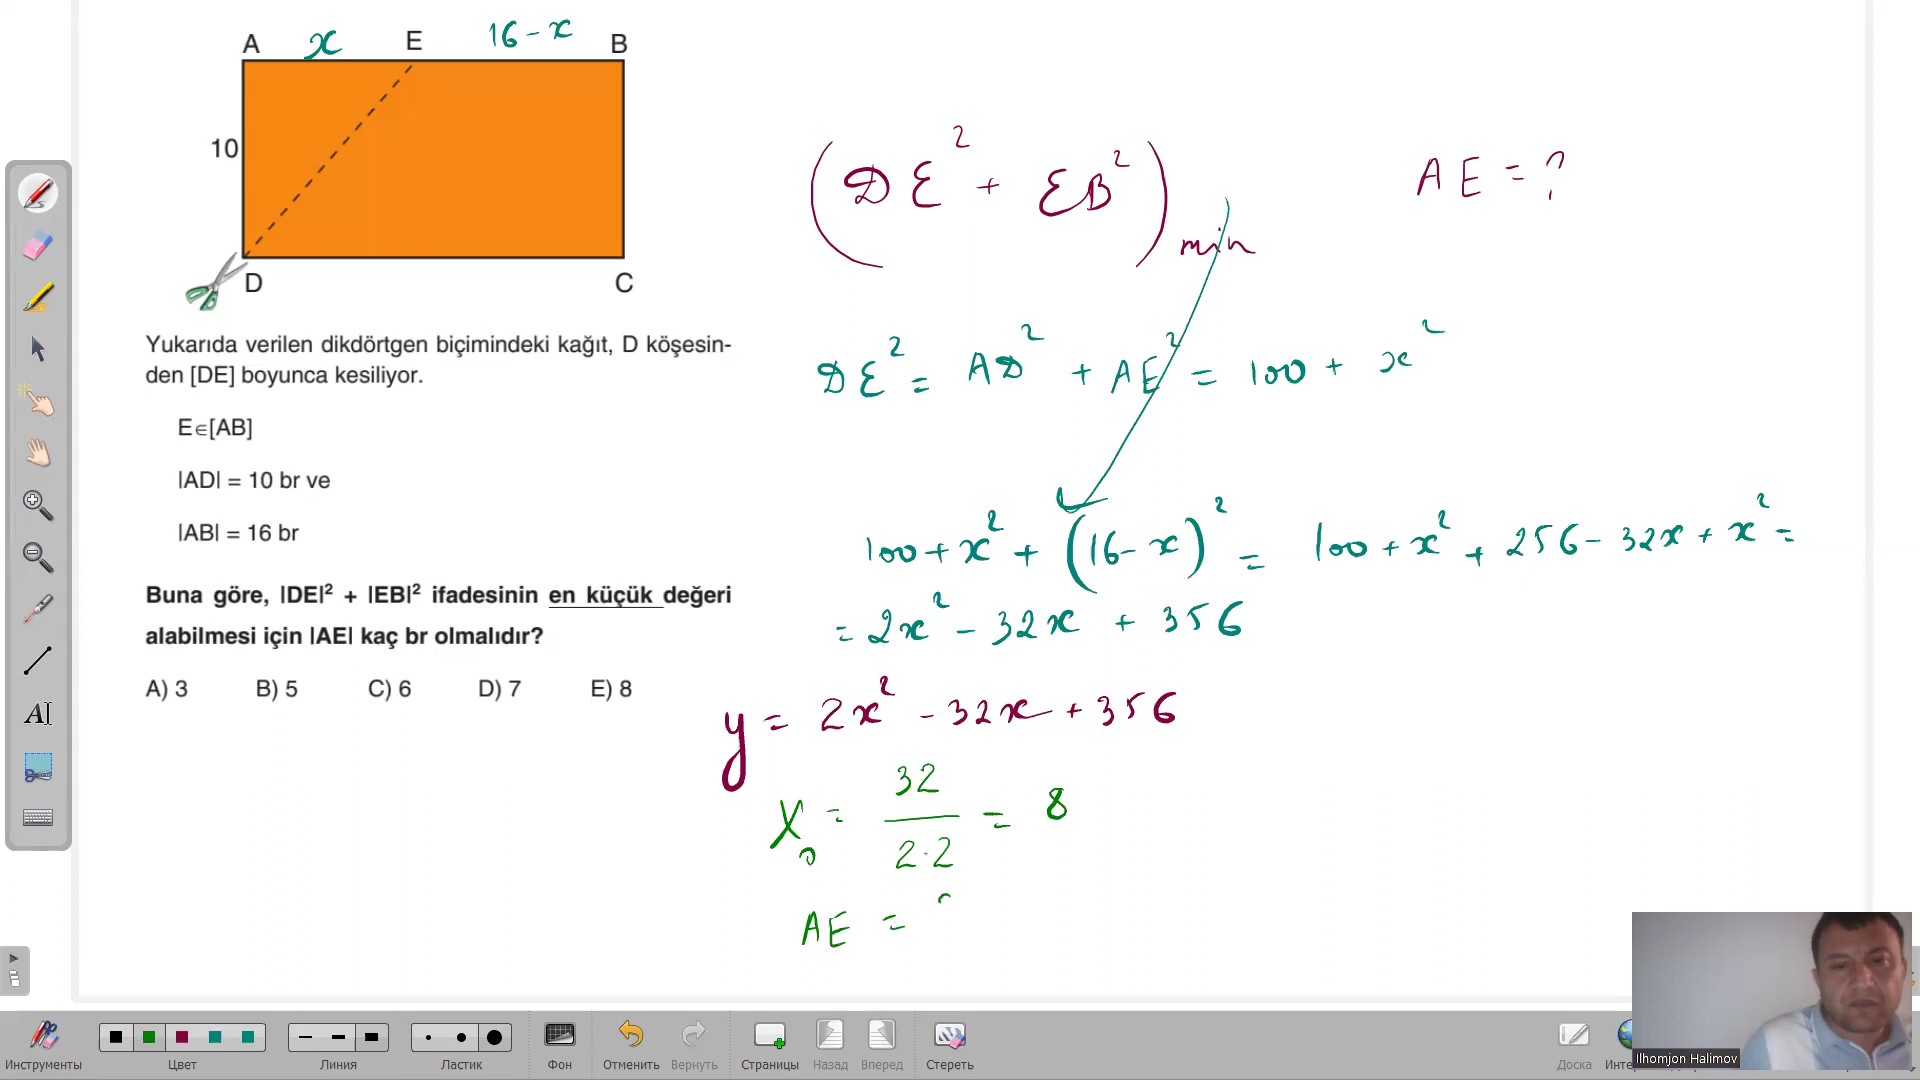 A x E 16 - x B
10
D C
Yukarıda verilen dikdörtgen biçimindeki kağıt, D köşesin-
den [DE] boyunca kesiliyor.
E∈[AB]
|AD| = 10 br ve
|AB| = 16 br
Buna göre, |DE|² + |EB|² ifadesinin en küçük değeri
alabilmesi için |AE| kaç br olmalıdır?
A) 3 B) 5 C) 6 D) 7 E) 8
(DE² + EB²) min
AE = ?
DE² = AD² + AE² = 100 + x²
100 + x² + (16 - x)² = 100 + x² + 256 - 32x + x² =
= 2x² - 32x + 356
y = 2x² - 32x + 356
X₀ = 32 / 2·2 = 8
AE =
AI
Инструменты
Цвет
Линия
Ластик
Фон
Отменить
Вернуть
Страницы
Назад
Вперед
Стереть
Доска
Ilhomjon Halimov